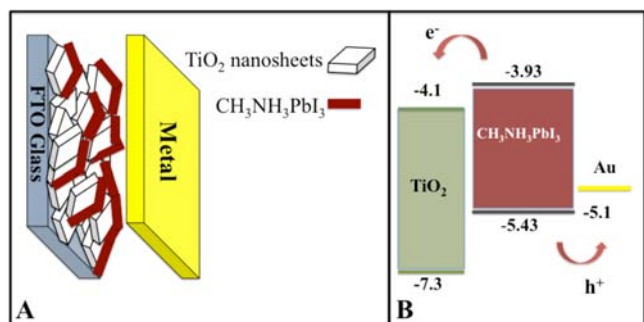 TiO₂ nanosheets
CH₃NH₃PbI₃
FTO Glass
Metal
A
e⁻
-4.1
-3.93
CH₃NH₃PbI₃
TiO₂
Au
-5.43
-5.1
-7.3
h⁺
B